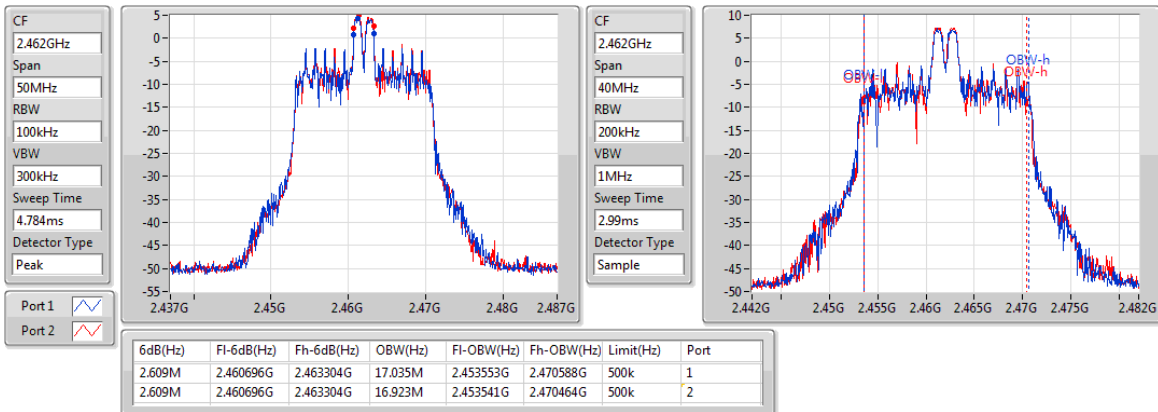 CF
2.462GHz
Span
50MHz
RBW
100kHz
VBW
300kHz
Sweep Time
4.784ms
Detector Type
Peak
Port 1
Port 2
5
0
-5
-10
-15
-20
-25
-30
-35
-40
-45
-50
-55
2.437G 2.45G 2.46G 2.47G 2.48G 2.487G
CF
2.462GHz
Span
40MHz
RBW
200kHz
VBW
1MHz
Sweep Time
2.99ms
Detector Type
Sample
10
5
0
-5
-10
-15
-20
-25
-30
-35
-40
-45
-50
OBW-h
OBW-h
2.442G 2.45G 2.455G 2.46G 2.465G 2.47G 2.475G 2.482G
6dB(Hz) Fl-6dB(Hz) Fh-6dB(Hz) OBW(Hz) Fl-OBW(Hz) Fh-OBW(Hz) Limit(Hz) Port
2.609M 2.460696G 2.463304G 17.035M 2.453553G 2.470588G 500k 1
2.609M 2.460696G 2.463304G 16.923M 2.453541G 2.470464G 500k 2